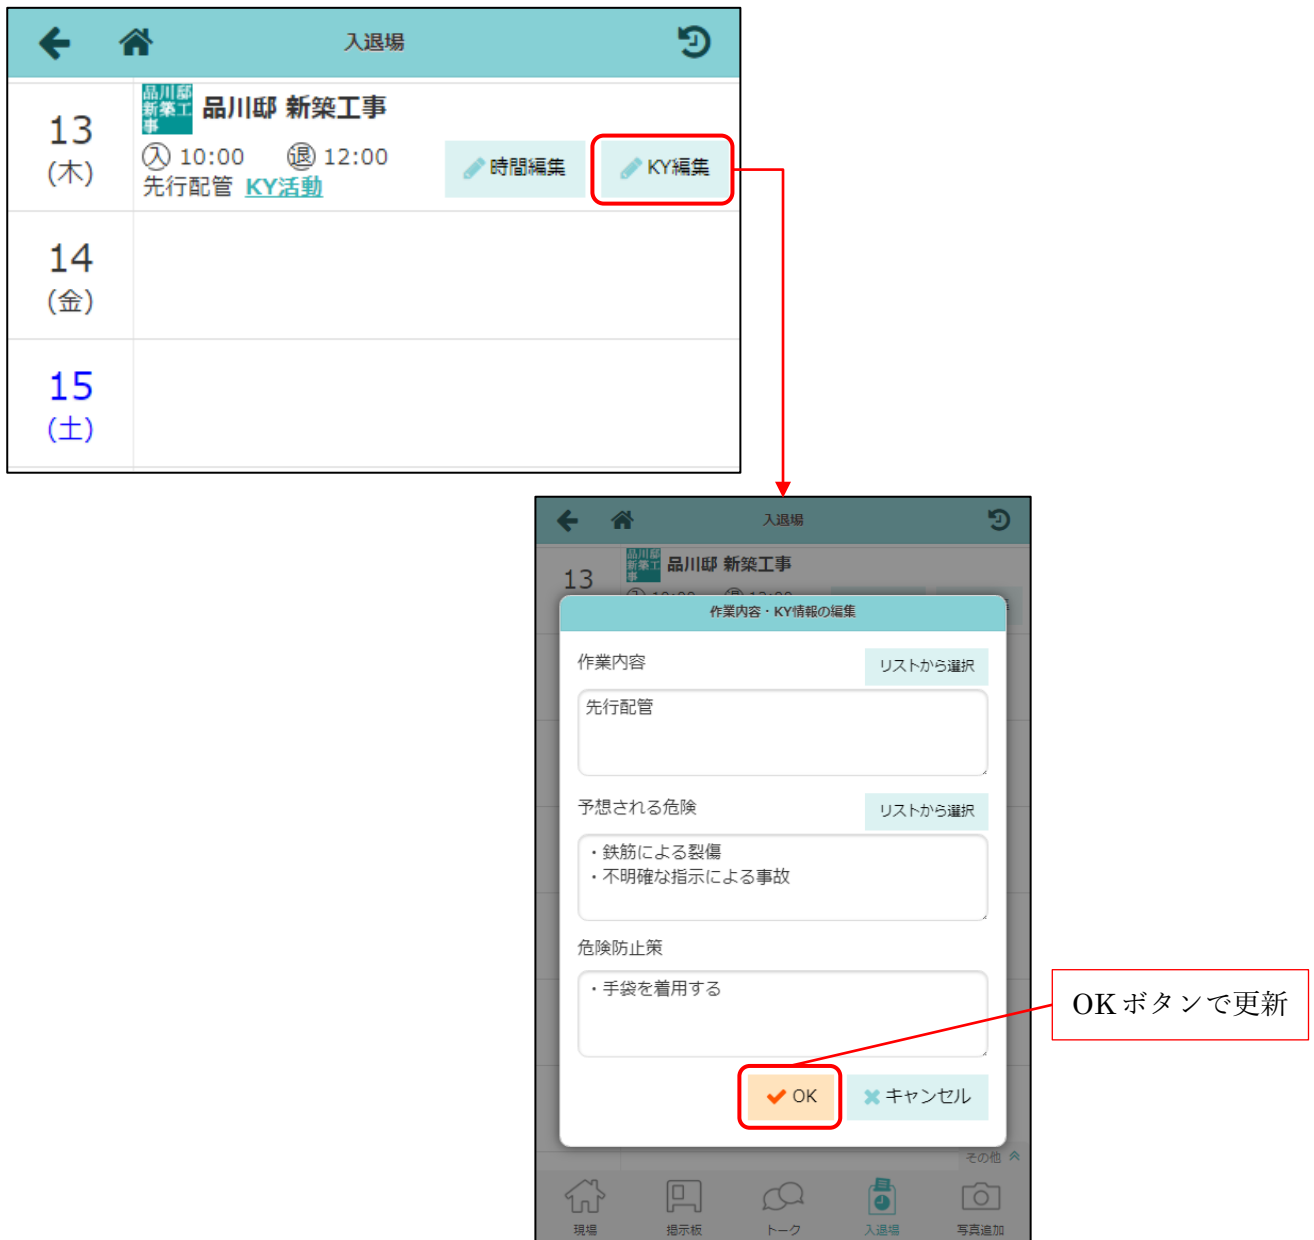 入退場
13
(木)
品川邸
新築工
事
品川邸 新築工事
入 10:00 退 12:00
先行配管 KY活動
時間編集
KY編集
14
(金)
15
(土)
入退場
13
品川邸
新築工
事
品川邸 新築工事
作業内容・KY情報の編集
作業内容
リストから選択
先行配管
予想される危険
リストから選択
・鉄筋による裂傷
・不明確な指示による事故
危険防止策
・手袋を着用する
OK
キャンセル
OKボタンで更新
その他
現場
掲示板
トーク
入退場
写真追加